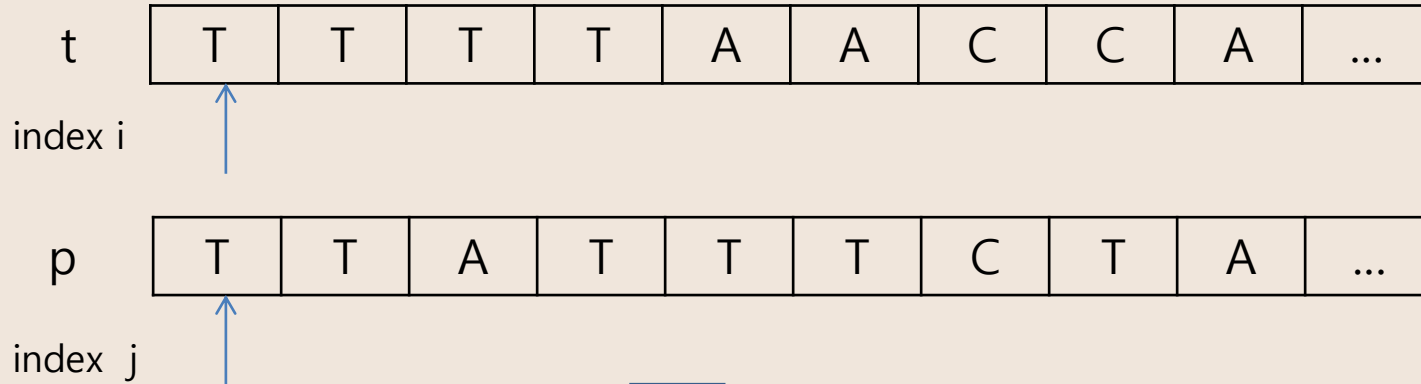 t T T T T A A C C A ...
index i
p T T A T T T C T A ...
index j